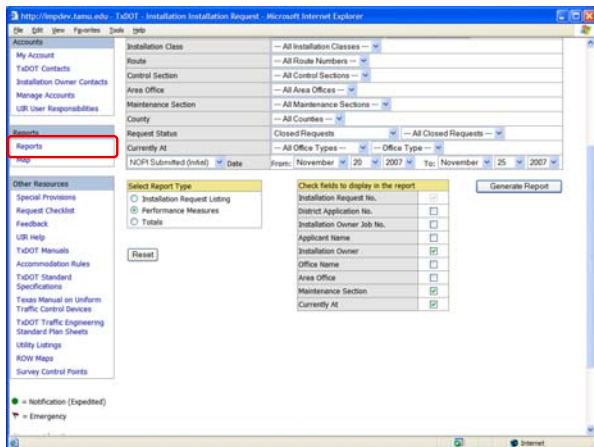 http://impdev.tamu.edu - TxDOT - Installation Installation Request - Microsoft Internet Explorer
File Edit View Favorites Tools Help
Accounts
My Account
TxDOT Contacts
Installation Owner Contacts
Manage Accounts
UIR User Responsibilities
Reports
Reports
Map
Other Resources
Special Provisions
Request Checklist
Feedback
UIR Help
TxDOT Manuals
Accommodation Rules
TxDOT Standard
Specifications
Texas Manual on Uniform
Traffic Control Devices
TxDOT Traffic Engineering
Standard Plan Sheets
Utility Listings
ROW Maps
Survey Control Points
= Notification (Expedited)
= Emergency
Installation Class -- All Installation Classes --
Route -- All Route Numbers --
Control Section -- All Control Sections --
Area Office -- All Area Offices --
Maintenance Section -- All Maintenance Sections --
County -- All Counties --
Request Status Closed Requests -- All Closed Requests --
Currently At -- All Office Types -- -- Office Type --
NOPI Submitted (Initial) Date From: November 20 2007 To: November 25 2007
Select Report Type
Installation Request Listing
Performance Measures
Totals
Reset
Check fields to display in the report
Installation Request No.
District Application No.
Installation Owner Job No.
Applicant Name
Installation Owner
Office Name
Area Office
Maintenance Section
Currently At
Generate Report
Internet